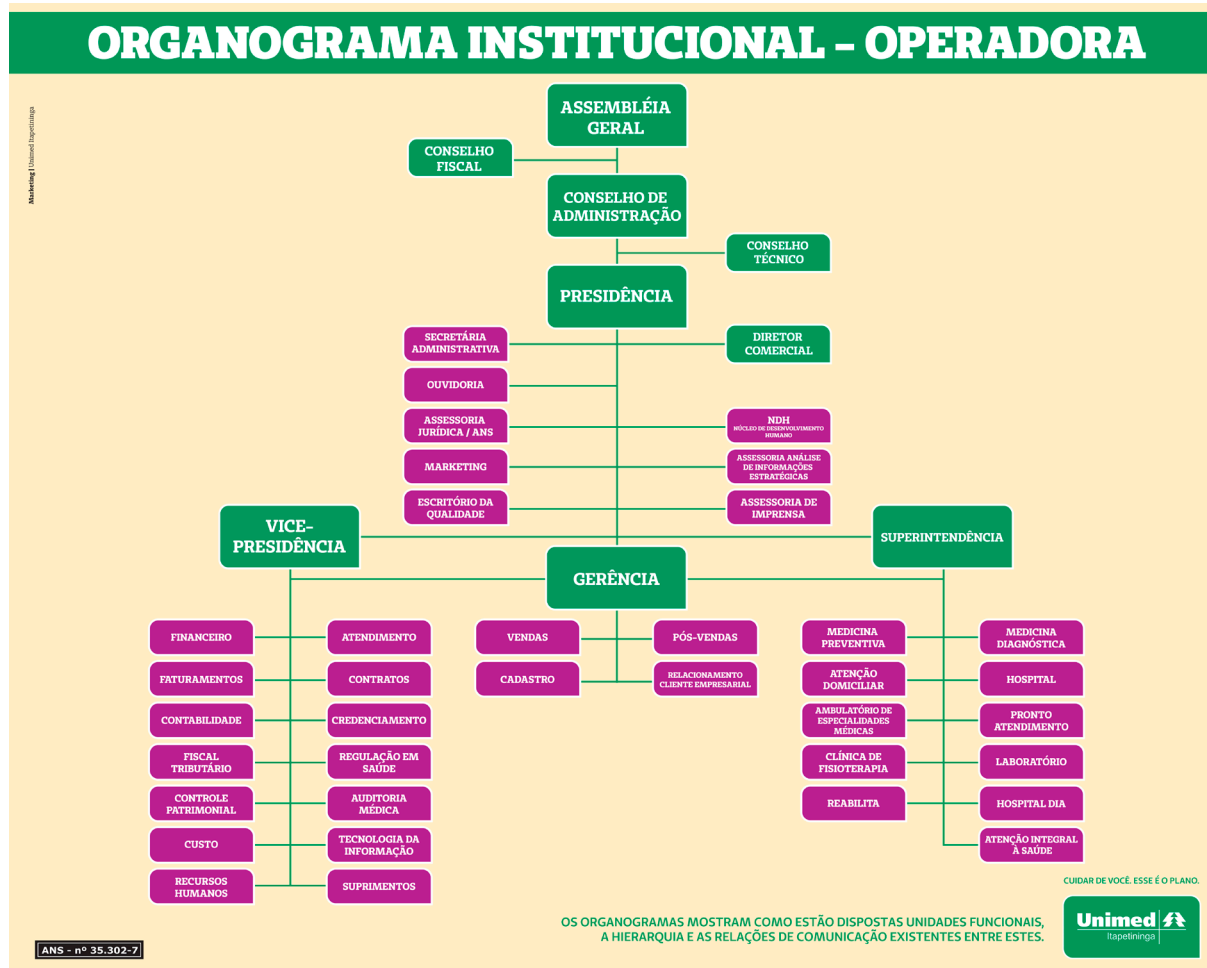 ORGANOGRAMA INSTITUCIONAL – OPERADORA
Marketing | Unimed Itapetininga
ASSEMBLÉIA
GERAL
CONSELHO
FISCAL
CONSELHO DE
ADMINISTRAÇÃO
CONSELHO
TÉCNICO
PRESIDÊNCIA
SECRETÁRIA
ADMINISTRATIVA
DIRETOR
COMERCIAL
OUVIDORIA
ASSESSORIA
JURÍDICA / ANS
NDH
NÚCLEO DE DESENVOLVIMENTO
HUMANO
MARKETING
ASSESSORIA ANÁLISE
DE INFORMAÇÕES
ESTRATÉGICAS
ESCRITÓRIO DA
QUALIDADE
ASSESSORIA DE
IMPRENSA
VICE-
PRESIDÊNCIA
SUPERINTENDÊNCIA
GERÊNCIA
FINANCEIRO
ATENDIMENTO
FATURAMENTOS
CONTRATOS
CONTABILIDADE
CREDENCIAMENTO
FISCAL
TRIBUTÁRIO
REGULAÇÃO EM
SAÚDE
CONTROLE
PATRIMONIAL
AUDITORIA
MÉDICA
CUSTO
TECNOLOGIA DA
INFORMAÇÃO
RECURSOS
HUMANOS
SUPRIMENTOS
VENDAS
PÓS-VENDAS
CADASTRO
RELACIONAMENTO
CLIENTE EMPRESARIAL
MEDICINA
PREVENTIVA
MEDICINA
DIAGNÓSTICA
ATENÇÃO
DOMICILIAR
HOSPITAL
AMBULATÓRIO DE
ESPECIALIDADES
MÉDICAS
PRONTO
ATENDIMENTO
CLÍNICA DE
FISIOTERAPIA
LABORATÓRIO
REABILITA
HOSPITAL DIA
ATENÇÃO INTEGRAL
À SAÚDE
CUIDAR DE VOCÊ. ESSE É O PLANO.
OS ORGANOGRAMAS MOSTRAM COMO ESTÃO DISPOSTAS UNIDADES FUNCIONAIS,
A HIERARQUIA E AS RELAÇÕES DE COMUNICAÇÃO EXISTENTES ENTRE ESTES.
Unimed
Itapetininga
ANS - nº 35.302-7